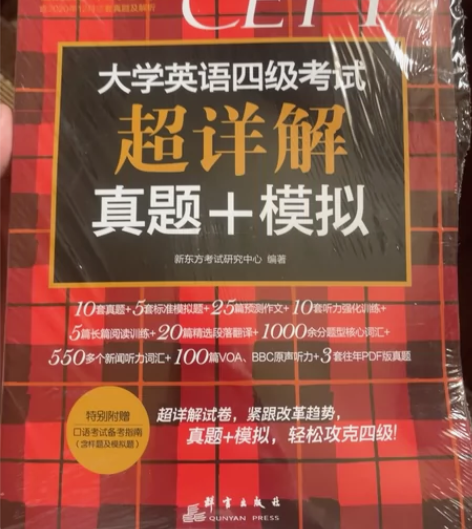 大学英语四级考试
超详解
真题＋模拟
新东方考试研究中心 编著
10套真题+5套标准模拟题+25篇预测作文+10套听力强化训练+
5篇长篇阅读训练+20篇精选段落翻译+1000余分题型核心词汇+
550多个新闻听力词汇+100篇VOA、BBC原声听力+3套往年PDF版真题
特别附赠
口语考试备考指南
（含样题及模拟题）
超详解试卷，紧跟改革趋势，
真题+模拟，轻松攻克四级!
群言出版社
QUNYAN PRESS